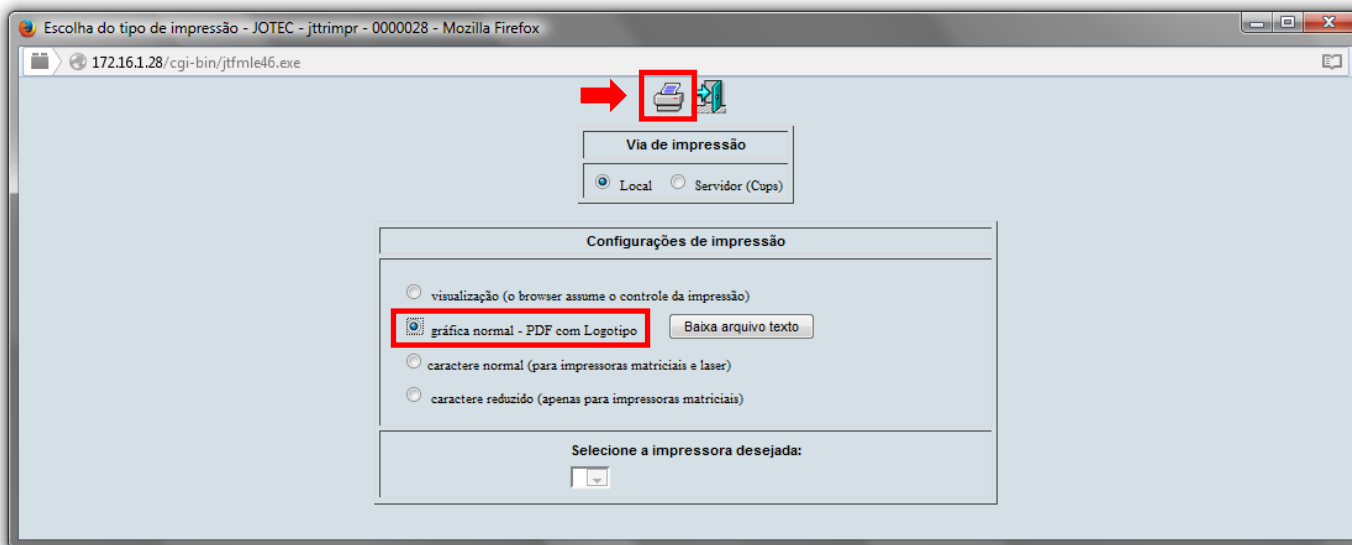 Escolha do tipo de impressão - JOTEC - jttrimpr - 0000028 - Mozilla Firefox
172.16.1.28/cgi-bin/jtfmle46.exe
Via de impressão
Local Servidor (Cups)
Configurações de impressão
visualização (o browser assume o controle da impressão)
gráfica normal - PDF com Logotipo Baixa arquivo texto
caractere normal (para impressoras matriciais e laser)
caractere reduzido (apenas para impressoras matriciais)
Selecione a impressora desejada: